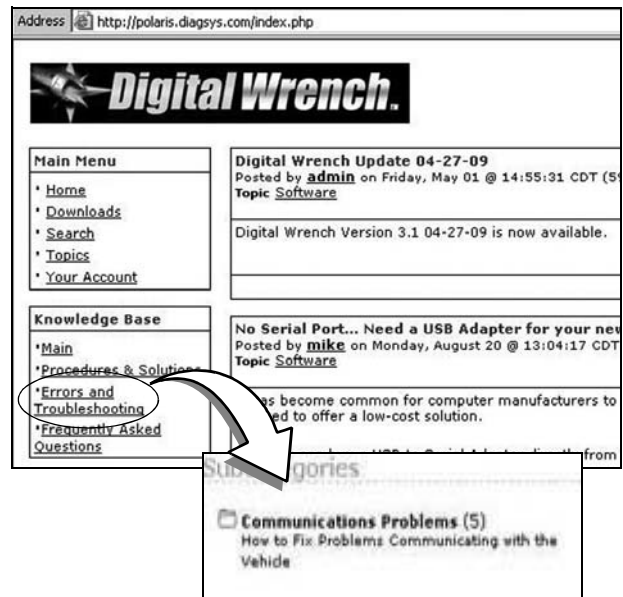 Address http://polaris.diagsys.com/index.php
Digital Wrench.
Main Menu
• Home
• Downloads
• Search
• Topics
• Your Account
Knowledge Base
•Main
•Procedures & Solutions
•Errors and
Troubleshooting
•Frequently Asked
Questions
Digital Wrench Update 04-27-09
Posted by admin on Friday, May 01 @ 14:55:31 CDT
Topic Software
Digital Wrench Version 3.1 04-27-09 is now available.
No Serial Port... Need a USB Adapter for your
Posted by mike on Monday, August 20 @ 13:04:17 CDT
Topic Software
as become common for computer manufacturers to
to offer a low-cost solution.
USB to Serial from
gories
Communications Problems (5)
How to Fix Problems Communicating with the
Vehicle